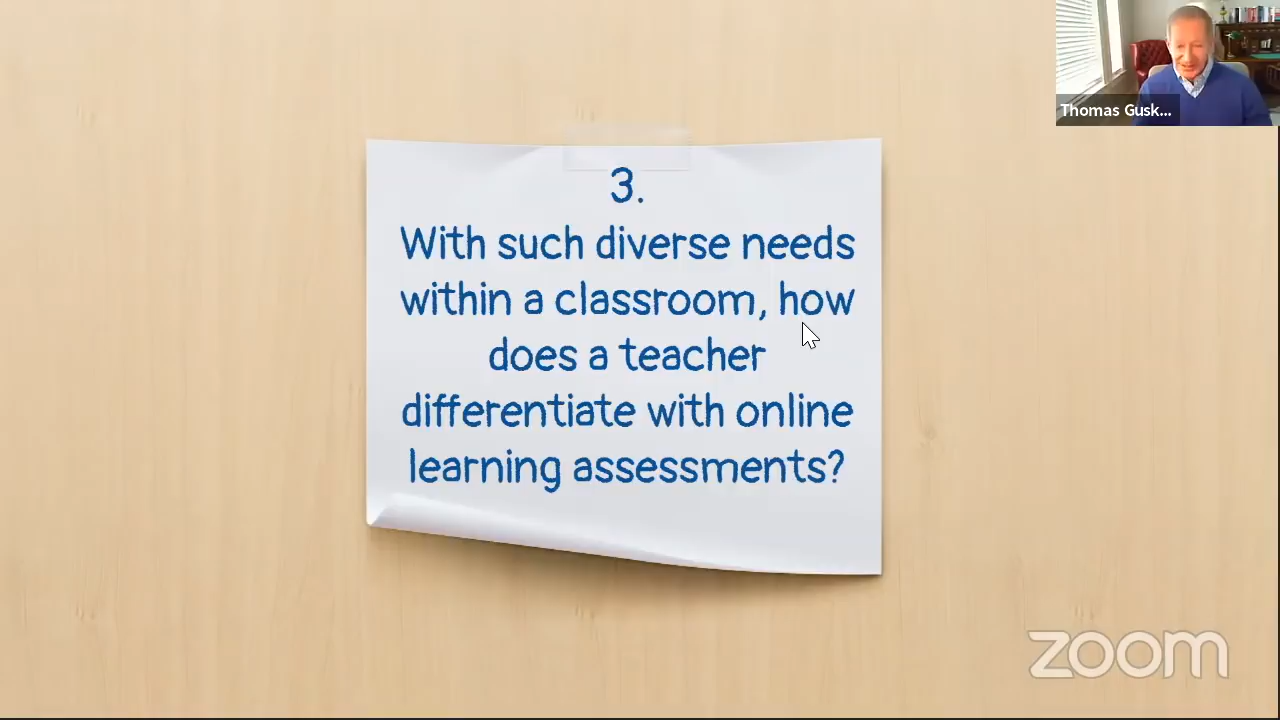 Thomas Gusk...
3.
With such diverse needs
within a classroom, how
does a teacher
differentiate with online
learning assessments?
zoom